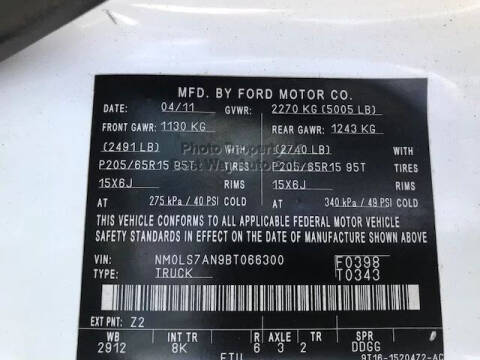 MFD. BY FORD MOTOR CO.
DATE: 04/11 GVWR: 2270 KG (5005 LB)
FRONT GAWR: 1130 KG REAR GAWR: 1243 KG
(2491 LB) WITH (2740 LB) WITH
P205/65R15 95T TIRES P205/65R15 95T TIRES
15X6J RIMS 15X6J RIMS
AT 275 kPa / 40 PSI COLD AT 340 kPa / 49 PSI COLD
THIS VEHICLE CONFORMS TO ALL APPLICABLE FEDERAL MOTOR VEHICLE
SAFETY STANDARDS IN EFFECT ON THE DATE OF MANUFACTURE SHOWN ABOVE.
VIN: NM0LS7AN9BT066300 F0398
TYPE: TRUCK T0343
EXT PNT: Z2
WB INT TR 6 AXLE TR SPR
2912 8K 6 3 2 DDGG
9T16-1520472-AC